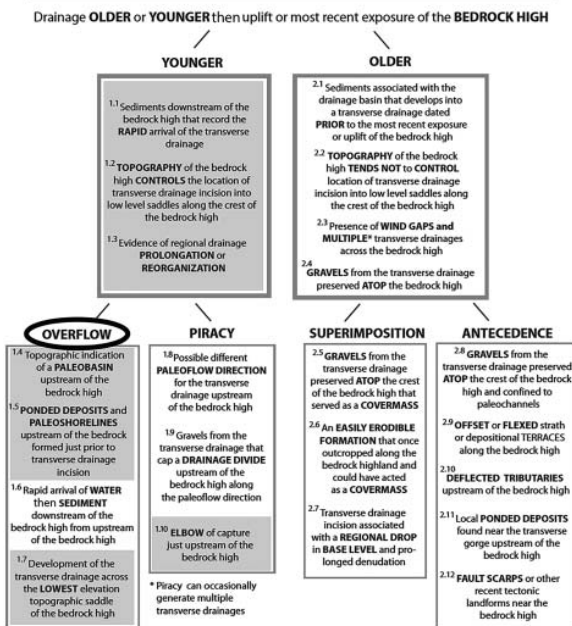 Drainage OLDER or YOUNGER then uplift or most recent exposure of the BEDROCK HIGH
YOUNGER
1.1 Sediments downstream of the
bedrock high that record the
RAPID arrival of the transverse
drainage
1.2 TOPOGRAPHY of the bedrock
high CONTROLS the location of
transverse drainage incision into
low level saddles along the crest of
the bedrock high
1.3 Evidence of regional drainage
PROLONGATION or
REORGANIZATION
OLDER
2.1 Sediments associated with the
drainage basin that develops into
a transverse drainage dated
PRIOR to the most recent exposure
or uplift of the bedrock high
2.2 TOPOGRAPHY of the bedrock
high TENDS NOT to CONTROL
location of transverse drainage
incision into low level saddles along
the crest of the bedrock high
2.3 Presence of WIND GAPS and
MULTIPLE* transverse drainages
across the bedrock high
2.4
GRAVELS from the transverse drainage
preserved ATOP the bedrock high
OVERFLOW
1.4 Topographic indication
of a PALEOBASIN
upstream of the
bedrock high
1.5
PONDED DEPOSITS and
PALEOSHORELINES
upstream of the bedrock
formed just prior to
transverse drainage
incision
1.6 Rapid arrival of WATER
then SEDIMENT
downstream of the
bedrock high from upstream
of the bedrock high
1.7 Development of the
transverse drainage across
the LOWEST elevation
topographic saddle
of the bedrock high
PIRACY
1.8 Possible different
PALEOFLOW DIRECTION
for the transverse
drainage upstream
of the bedrock high
1.9 Gravels from the
transverse drainage that
cap a DRAINAGE DIVIDE
upstream of the
bedrock high along
the paleoflow direction
1.10 ELBOW of capture
just upstream of the
bedrock high
* Piracy can occasionally
generate multiple
transverse drainages
SUPERIMPOSITION
2.5 GRAVELS from the
transverse drainage
preserved ATOP the crest
of the bedrock high that
served as a COVERMASS
2.6 An EASILY ERODIBLE
FORMATION that once
outcropped along
the bedrock highland
and could have acted
as a COVERMASS
2.7 Transverse drainage
incision associated
with a REGIONAL DROP
in BASE LEVEL and pro-
longed denudation
ANTECEDENCE
2.8 GRAVELS from the
transverse drainage preserved
ATOP the crest of the bedrock
high and confined to
paleochannels
2.9 OFFSET or FLEXED strath
or depositional TERRACES
along the bedrock high
2.10
DEFLECTED TRIBUTARIES
upstream of the bedrock high
2.11 Local PONDED DEPOSITS
found near the transverse
gorge upstream of the
bedrock high
2.12 FAULT SCARPS or other
recent tectonic
landforms near the
bedrock high